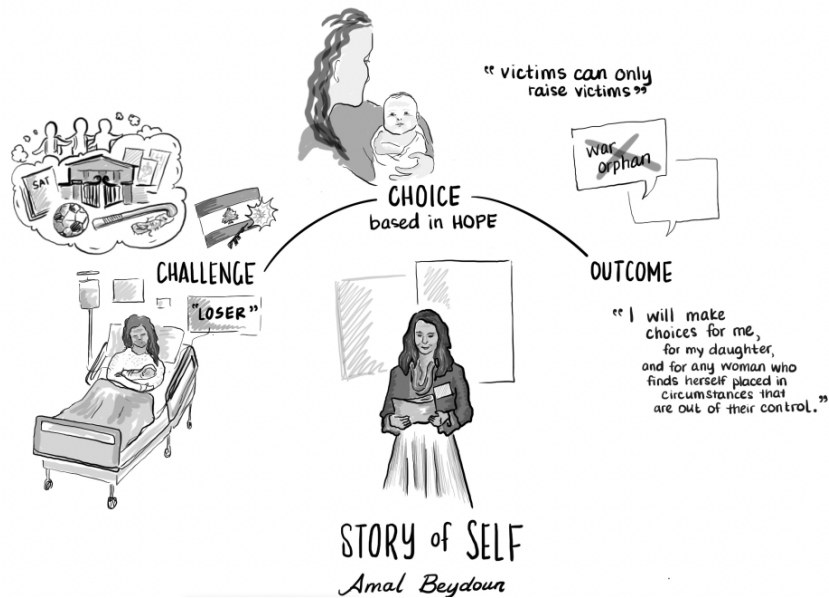 "victims can only
raise victims"
war
orphan
SAT
CHOICE
based in HOPE
CHALLENGE
OUTCOME
"LOSER"
"I will make
choices for me,
for my daughter,
and for any woman who
finds herself placed in
circumstances that
are out of their control."
STORY of SELF
Amal Beydoun